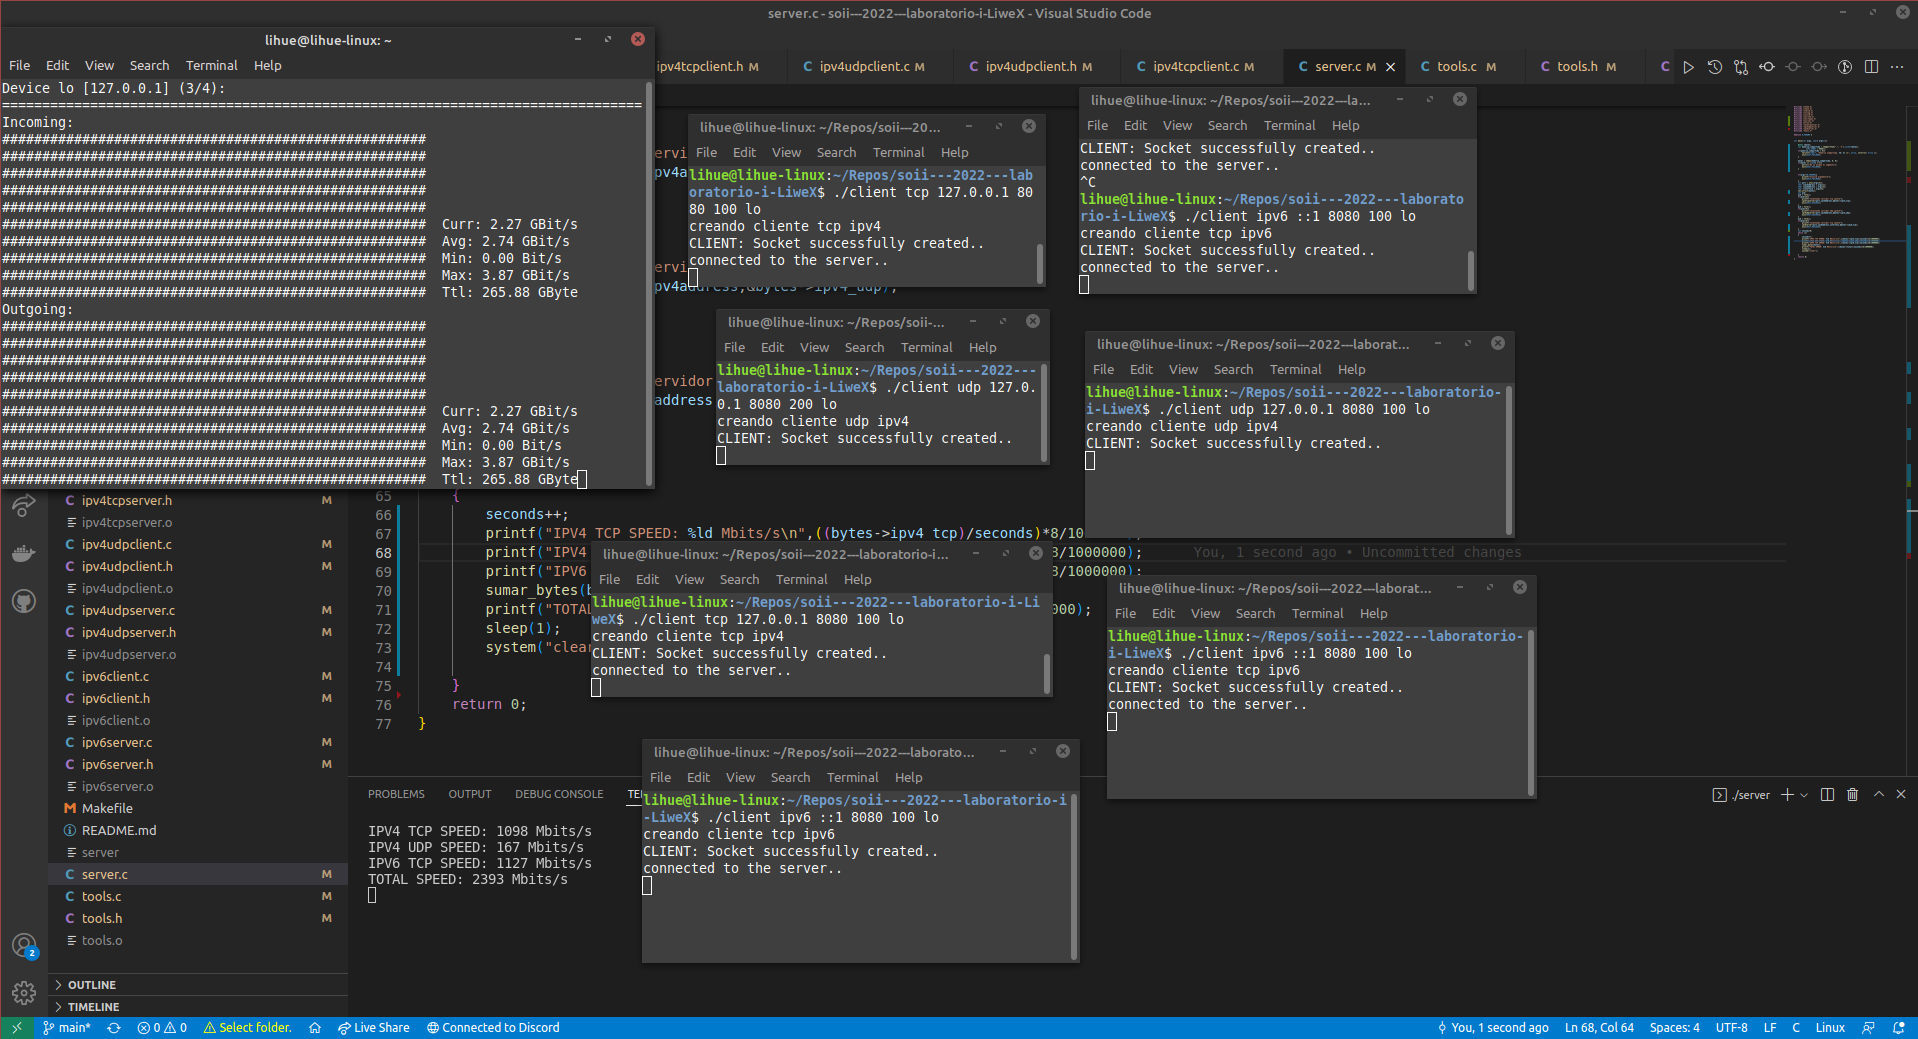 server.c - soii---2022---laboratorio-i-LiweX - Visual Studio Code
lihue@lihue-linux: ~
File Edit View Search Terminal Help
Device lo [127.0.0.1] (3/4):
================================================================================
Incoming:
#####################################################
#####################################################
#####################################################
#####################################################
#####################################################
##################################################### Curr: 2.27 GBit/s
##################################################### Avg: 2.74 GBit/s
##################################################### Min: 0.00 Bit/s
##################################################### Max: 3.87 GBit/s
##################################################### Ttl: 265.88 GByte
Outgoing:
#####################################################
#####################################################
#####################################################
#####################################################
#####################################################
##################################################### Curr: 2.27 GBit/s
##################################################### Avg: 2.74 GBit/s
##################################################### Min: 0.00 Bit/s
##################################################### Max: 3.87 GBit/s
##################################################### Ttl: 265.88 GByte
ipv4tcpclient.h M
C ipv4udpclient.c M
C ipv4udpclient.h M
C ipv4tcpclient.c M
C server.c M
C tools.c M
C tools.h M
C
lihue@lihue-linux: ~/Repos/soii---20...
File Edit View Search Terminal Help
lihue@lihue-linux:~/Repos/soii---2022---lab
oratorio-i-LiweX$ ./client tcp 127.0.0.1 80
80 100 lo
creando cliente tcp ipv4
CLIENT: Socket successfully created..
connected to the server..
lihue@lihue-linux: ~/Repos/soii---2022---la...
File Edit View Search Terminal Help
CLIENT: Socket successfully created..
connected to the server..
^C
lihue@lihue-linux:~/Repos/soii---2022---laborato
rio-i-LiweX$ ./client ipv6 ::1 8080 100 lo
creando cliente tcp ipv6
CLIENT: Socket successfully created..
connected to the server..
ervi
pv4a
ervi
pv4address,&bytes->ipv4_udp);
ervidor
address
lihue@lihue-linux: ~/Repos/soii-...
File Edit View Search Terminal Help
lihue@lihue-linux:~/Repos/soii---2022---
laboratorio-i-LiweX$ ./client udp 127.0.
0.1 8080 200 lo
creando cliente udp ipv4
CLIENT: Socket successfully created..
lihue@lihue-linux: ~/Repos/soii---2022---laborat...
File Edit View Search Terminal Help
lihue@lihue-linux:~/Repos/soii---2022---laboratorio-
i-LiweX$ ./client udp 127.0.0.1 8080 100 lo
creando cliente udp ipv4
CLIENT: Socket successfully created..
65 {
66 seconds++;
67 printf("IPV4 TCP SPEED: %ld Mbits/s\n",((bytes->ipv4_tcp)/seconds)*8/10
68 printf("IPV4 8/1000000); You, 1 second ago • Uncommitted changes
69 printf("IPV6 8/1000000);
70 sumar_bytes(b
71 printf("TOTAL 000);
72 sleep(1);
73 system("clea
74
75 }
76 return 0;
77 }
lihue@lihue-linux: ~/Repos/soii---2022---laboratorio-i-...
File Edit View Search Terminal Help
lihue@lihue-linux:~/Repos/soii---2022---laboratorio-i-Li
weX$ ./client tcp 127.0.0.1 8080 100 lo
creando cliente tcp ipv4
CLIENT: Socket successfully created..
connected to the server..
lihue@lihue-linux: ~/Repos/soii---2022---laborat...
File Edit View Search Terminal Help
lihue@lihue-linux:~/Repos/soii---2022---laboratorio-
i-LiweX$ ./client ipv6 ::1 8080 100 lo
creando cliente tcp ipv6
CLIENT: Socket successfully created..
connected to the server..
lihue@lihue-linux: ~/Repos/soii---2022---laborato...
File Edit View Search Terminal Help
lihue@lihue-linux:~/Repos/soii---2022---laboratorio-i
-LiweX$ ./client ipv6 ::1 8080 100 lo
creando cliente tcp ipv6
CLIENT: Socket successfully created..
connected to the server..
C ipv4tcpserver.h M
ipv4tcpserver.o
C ipv4udpclient.c M
C ipv4udpclient.h M
ipv4udpclient.o
C ipv4udpserver.c M
C ipv4udpserver.h M
ipv4udpserver.o
C ipv6client.c M
C ipv6client.h M
ipv6client.o
C ipv6server.c M
C ipv6server.h M
ipv6server.o
M Makefile
README.md
server
C server.c M
C tools.c M
C tools.h M
tools.o
OUTLINE
TIMELINE
PROBLEMS OUTPUT DEBUG CONSOLE TE
./server
IPV4 TCP SPEED: 1098 Mbits/s
IPV4 UDP SPEED: 167 Mbits/s
IPV6 TCP SPEED: 1127 Mbits/s
TOTAL SPEED: 2393 Mbits/s
2
main* 0 0 Select folder. Live Share Connected to Discord
You, 1 second ago Ln 68, Col 64 Spaces: 4 UTF-8 LF C Linux